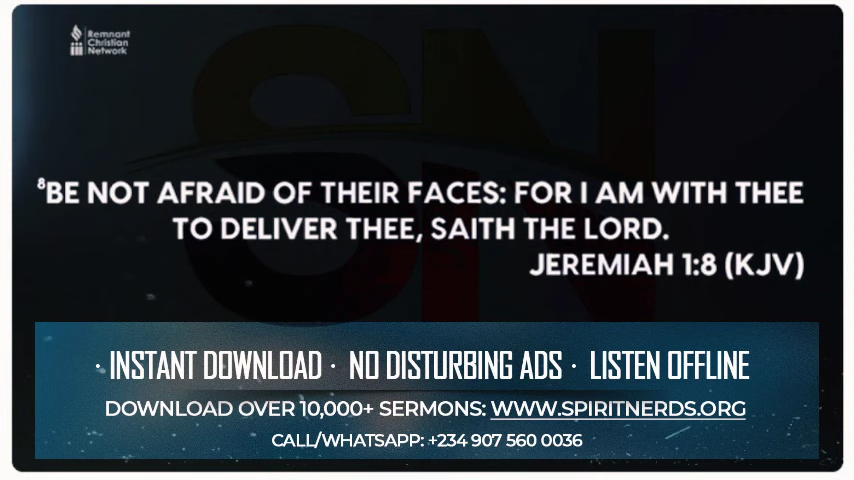 Remnant
Christian
Network
⁸BE NOT AFRAID OF THEIR FACES: FOR I AM WITH THEE
TO DELIVER THEE, SAITH THE LORD.
JEREMIAH 1:8 (KJV)
· INSTANT DOWNLOAD · NO DISTURBING ADS · LISTEN OFFLINE
DOWNLOAD OVER 10,000+ SERMONS: WWW.SPIRITNERDS.ORG
CALL/WHATSAPP: +234 907 560 0036
SN